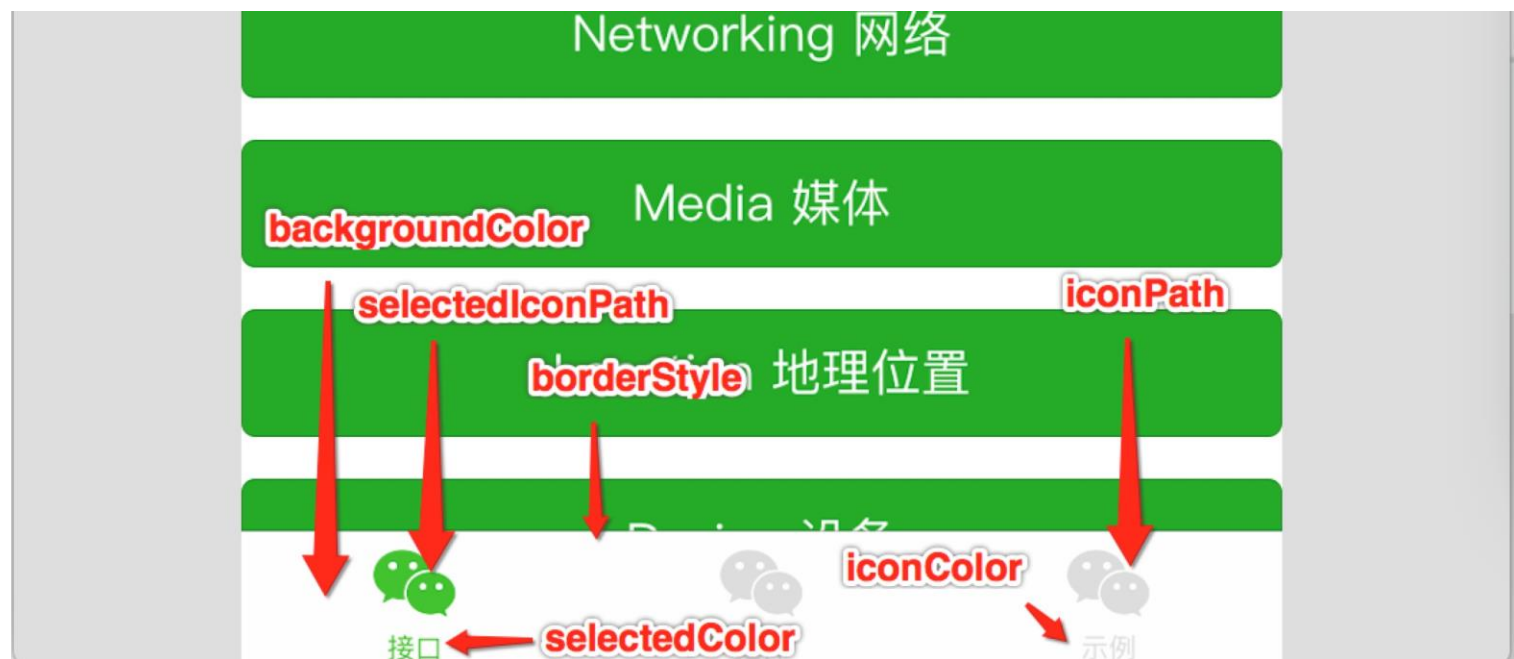 Networking 网络
Media 媒体
backgroundColor
selectedIconPath
iconPath
borderStyle
地理位置
iconColor
接口
selectedColor
示例